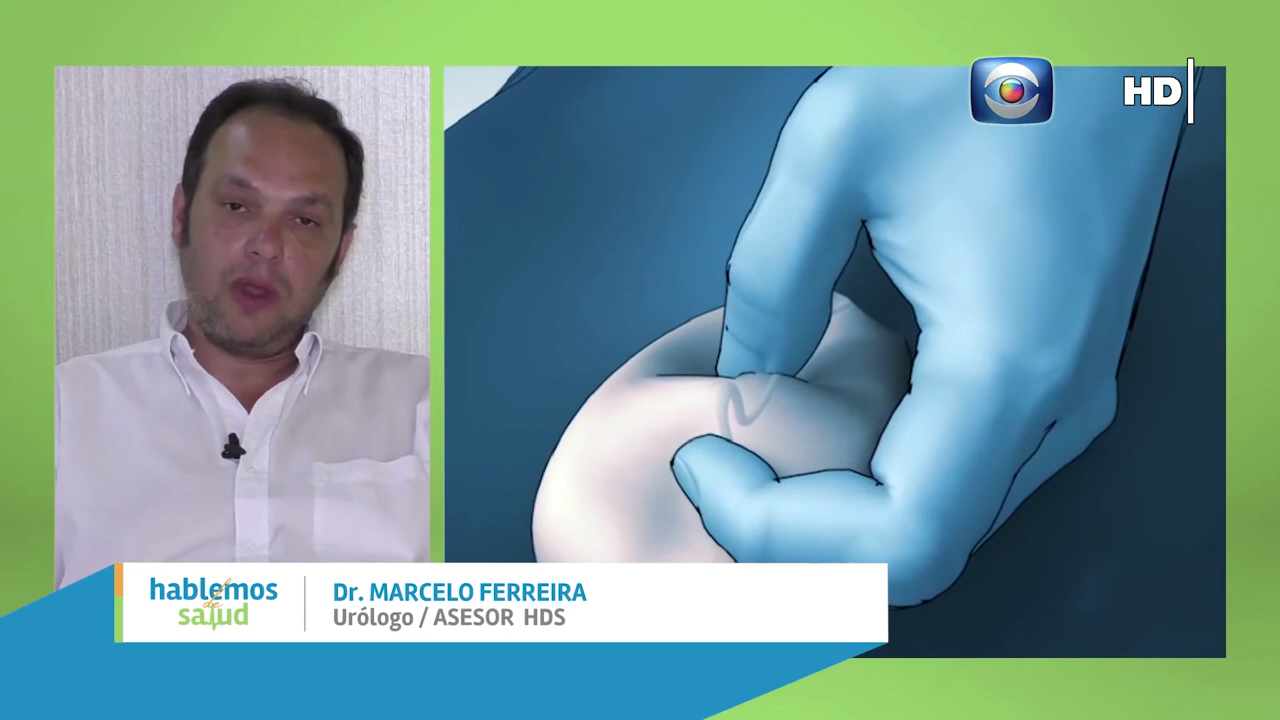 HD
hablemos
de
salud
Dr. MARCELO FERREIRA
Urólogo / ASESOR HDS